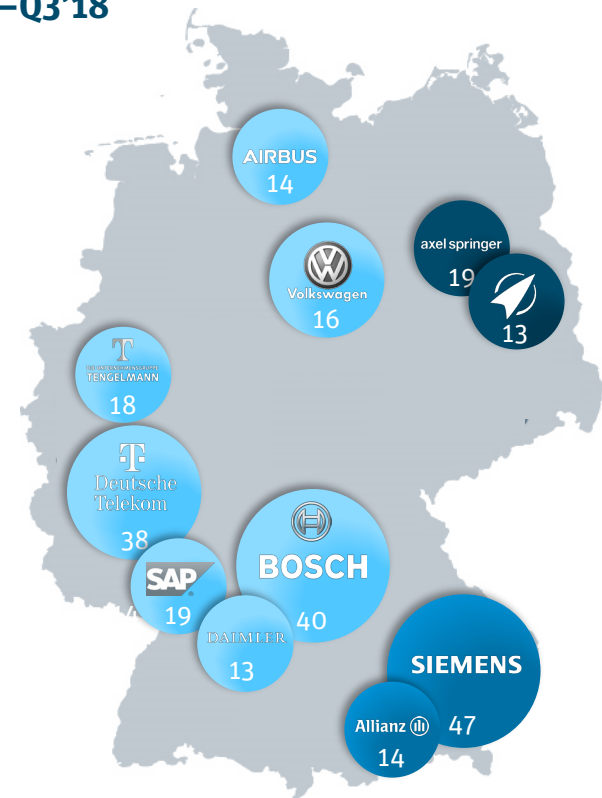 –Q3'18
AIRBUS
14
axel springer
19
13
Volkswagen
16
TENGELMANN
18
Deutsche
Telekom
38
SAP
19
BOSCH
40
DAIMLER
13
SIEMENS
47
Allianz
14